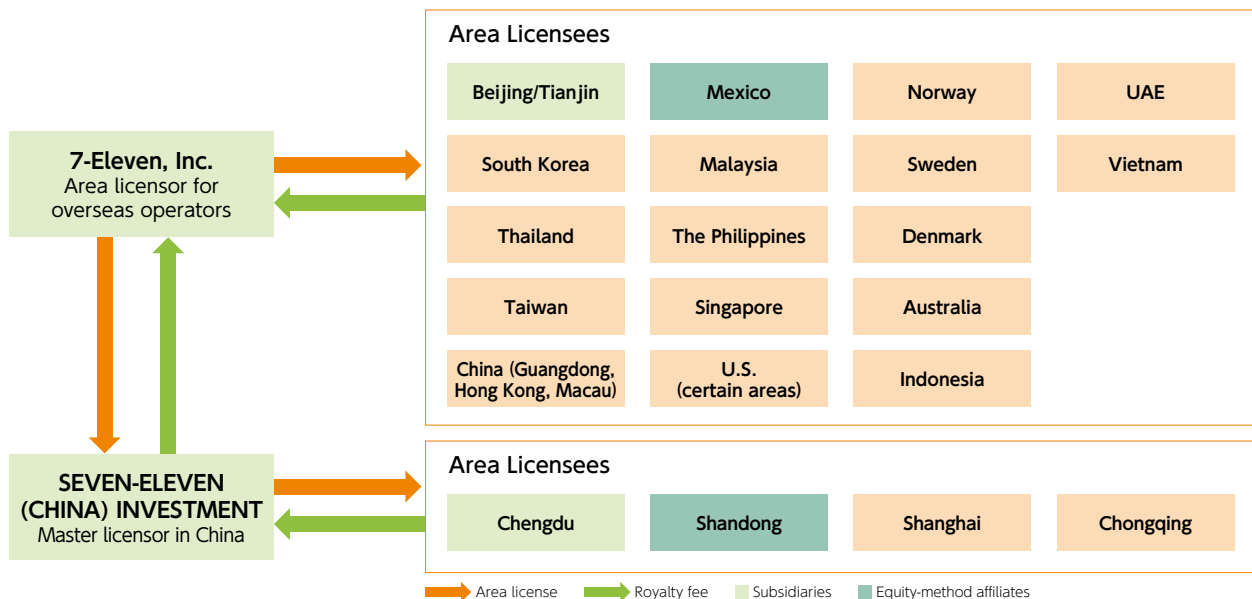 7-Eleven, Inc.
Area licensor for
overseas operators
SEVEN-ELEVEN
(CHINA) INVESTMENT
Master licensor in China
Area Licensees
Beijing/Tianjin
Mexico
Norway
UAE
South Korea
Malaysia
Sweden
Vietnam
Thailand
The Philippines
Denmark
Taiwan
Singapore
Australia
China (Guangdong,
Hong Kong, Macau)
U.S.
(certain areas)
Indonesia
Area Licensees
Chengdu
Shandong
Shanghai
Chongqing
Area license
Royalty fee
Subsidiaries
Equity-method affiliates